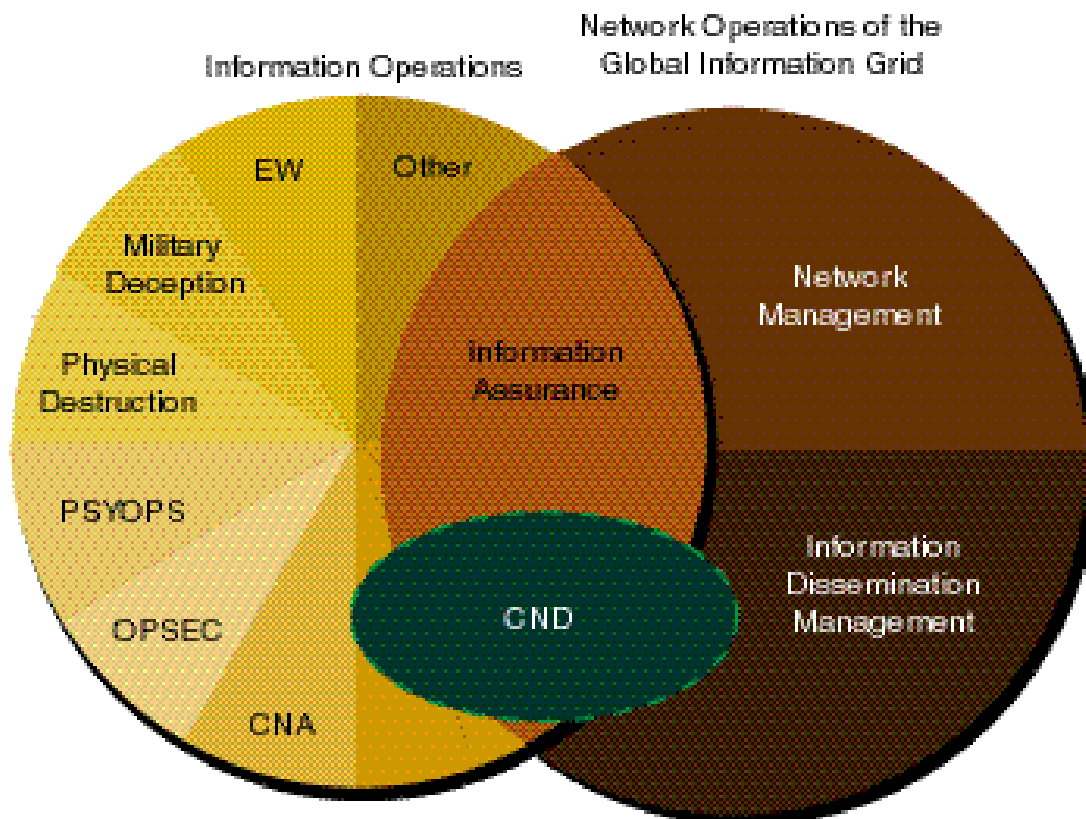 Information Operations
Network Operations of the
Global Information Grid
EW
Other
Military
Deception
Physical
Destruction
PSYOPS
OPSEC
CNA
Information
Assurance
CND
Network
Management
Information
Dissemination
Management